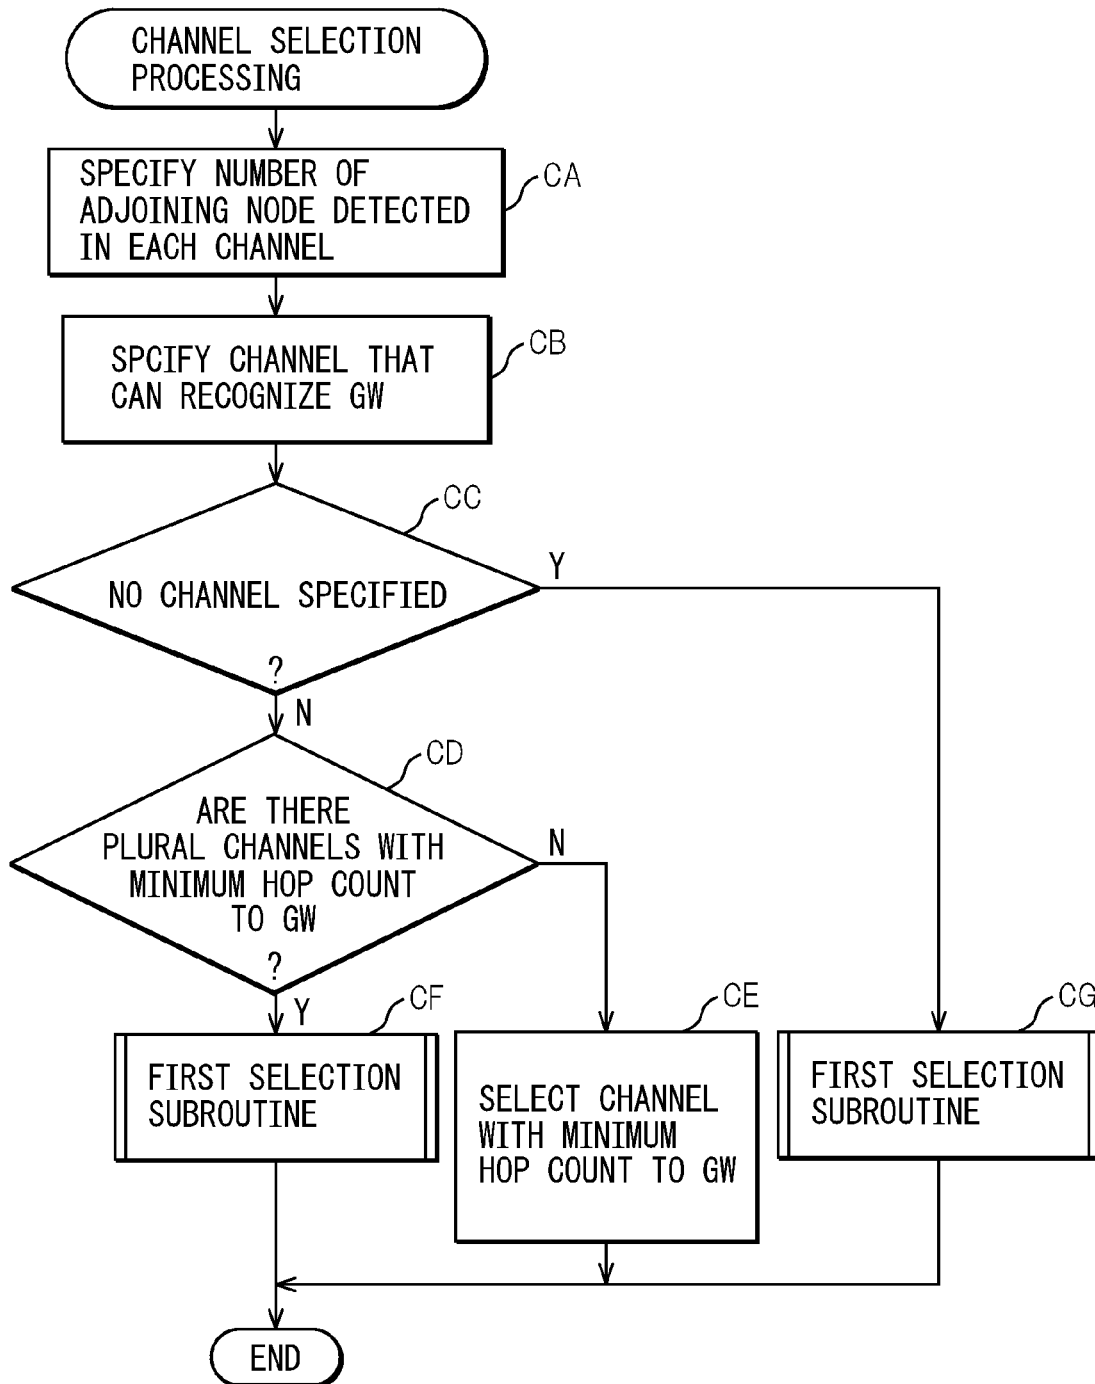 CHANNEL SELECTION
PROCESSING
SPECIFY NUMBER OF
ADJOINING NODE DETECTED
IN EACH CHANNEL
CA
SPCIFY CHANNEL THAT
CAN RECOGNIZE GW
CB
CC
NO CHANNEL SPECIFIED
?
Y
N
CD
ARE THERE
PLURAL CHANNELS WITH
MINIMUM HOP COUNT
TO GW
?
N
Y
CF
FIRST SELECTION
SUBROUTINE
CE
SELECT CHANNEL
WITH MINIMUM
HOP COUNT TO GW
CG
FIRST SELECTION
SUBROUTINE
END